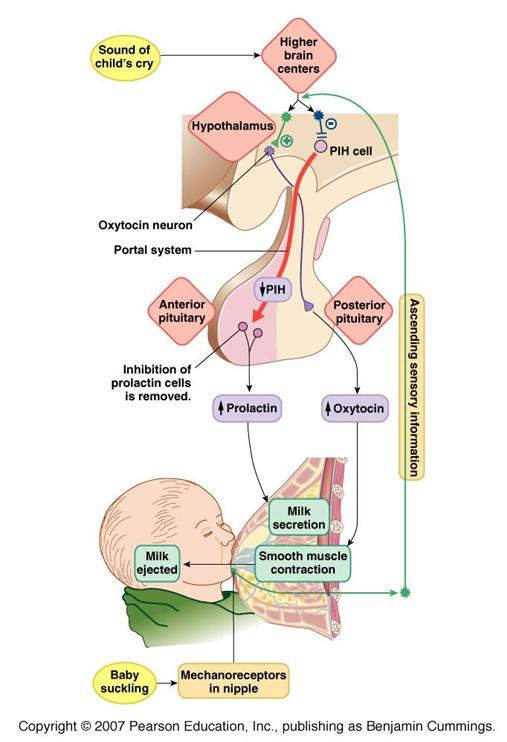 Sound of
child's cry
Higher
brain
centers
Hypothalamus
+
−
PIH cell
Oxytocin neuron
Portal system
↓PIH
Anterior
pituitary
Posterior
pituitary
Ascending sensory information
Inhibition of
prolactin cells
is removed.
↑Prolactin
↑Oxytocin
Milk
secretion
Smooth muscle
contraction
Milk
ejected
Baby
suckling
Mechanoreceptors
in nipple
Copyright © 2007 Pearson Education, Inc., publishing as Benjamin Cummings.